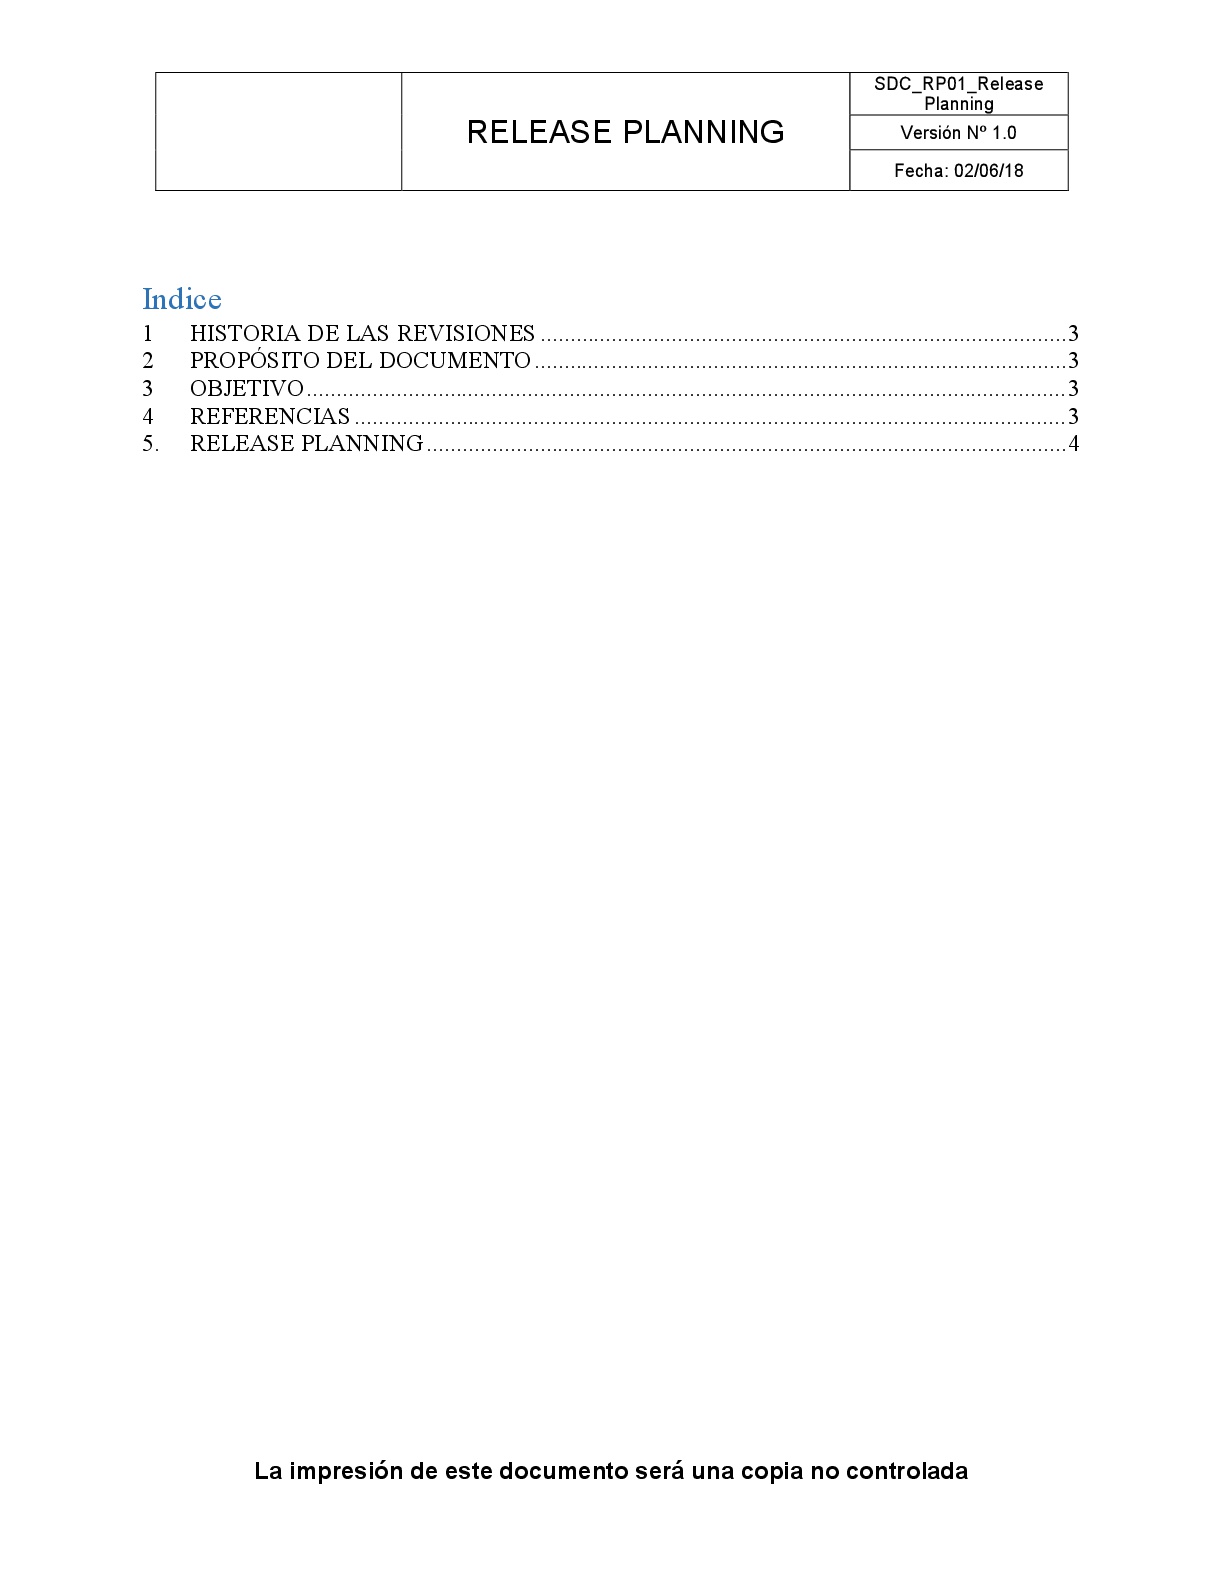 RELEASE PLANNING
SDC_RP01_Release
Planning
Versión Nº 1.0
Fecha: 02/06/18
Indice
1 HISTORIA DE LAS REVISIONES ........................................................................................ 3
2 PROPÓSITO DEL DOCUMENTO ......................................................................................... 3
3 OBJETIVO ............................................................................................................................... 3
4 REFERENCIAS ....................................................................................................................... 3
5. RELEASE PLANNING ........................................................................................................... 4
La impresión de este documento será una copia no controlada